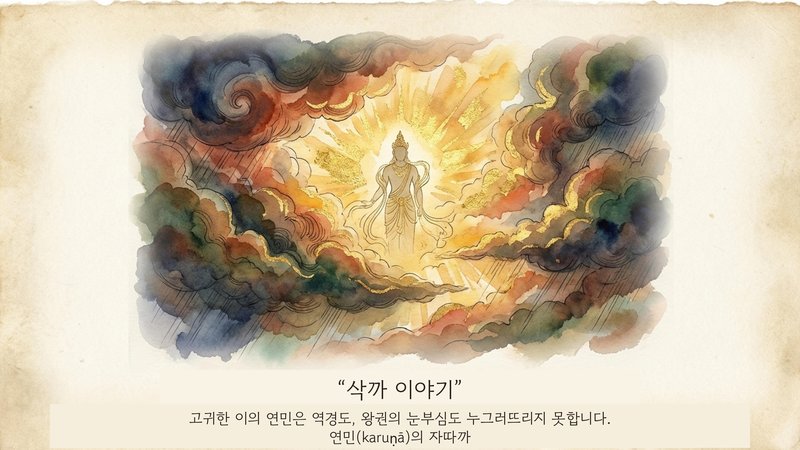 “삭까 이야기”
고귀한 이의 연민은 역경도, 왕권의 눈부심도 누그러뜨리지 못합니다.
연민(karuṇā)의 자따까